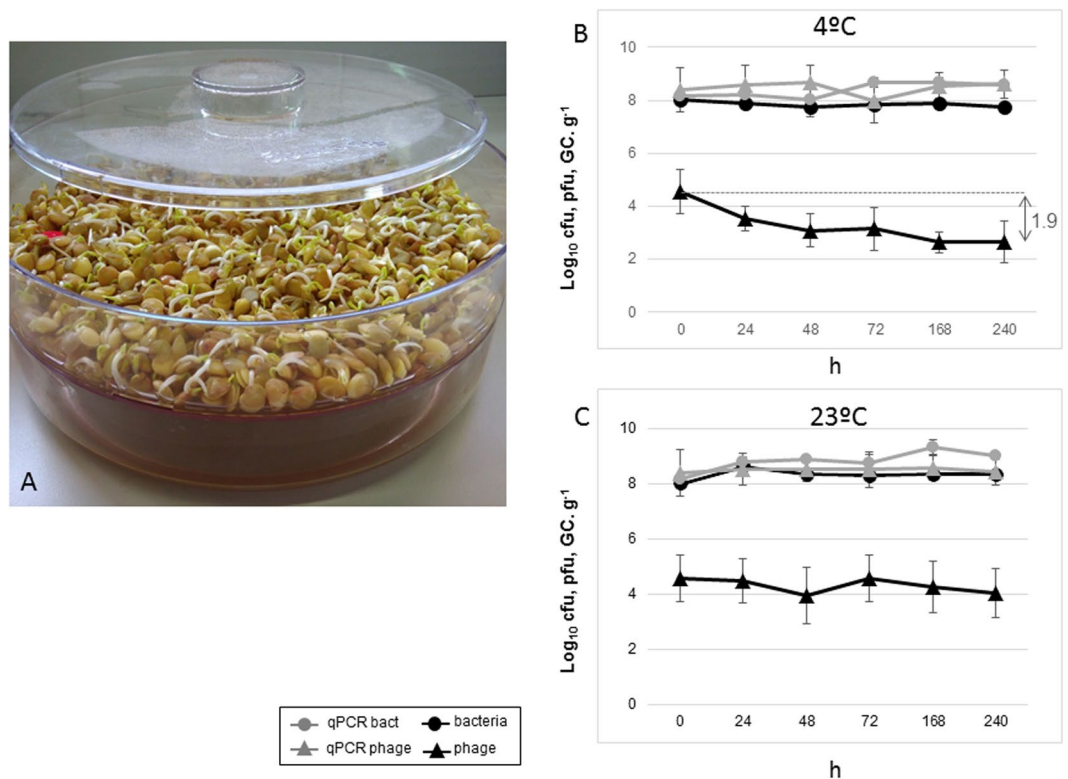 A
B
4ºC
Log₁₀ cfu, pfu, GC. g⁻¹
10
8
6
4
2
0
1.9
0 24 48 72 168 240
h
C
23ºC
Log₁₀ cfu, pfu, GC. g⁻¹
10
8
6
4
2
0
0 24 48 72 168 240
h
qPCR bact bacteria
qPCR phage phage